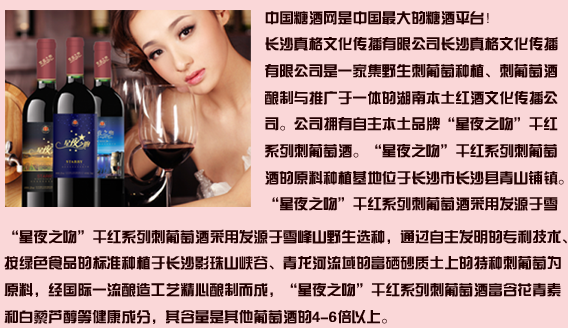 中国糖酒网是中国最大的糖酒平台！
长沙真格文化传播有限公司长沙真格文化传播
有限公司是一家集野生刺葡萄种植、刺葡萄酒
酿制与推广于一体的湖南本土红酒文化传播公
司。公司拥有自主本土品牌“星夜之吻”干红
系列刺葡萄酒。“星夜之吻”干红系列刺葡萄
酒的原料种植基地位于长沙市长沙县青山铺镇。
“星夜之吻”干红系列刺葡萄酒采用发源于雪
“星夜之吻”干红系列刺葡萄酒采用发源于雪峰山野生选种，通过自主发明的专利技术、
按绿色食品的标准种植于长沙影珠山峡谷、青龙河流域的富硒砂质土上的特种刺葡萄为
原料，经国际一流酿造工艺精心酿制而成，“星夜之吻”干红系列刺葡萄酒富含花青素
和白藜芦醇等健康成分，其含量是其他葡萄酒的4-6倍以上。